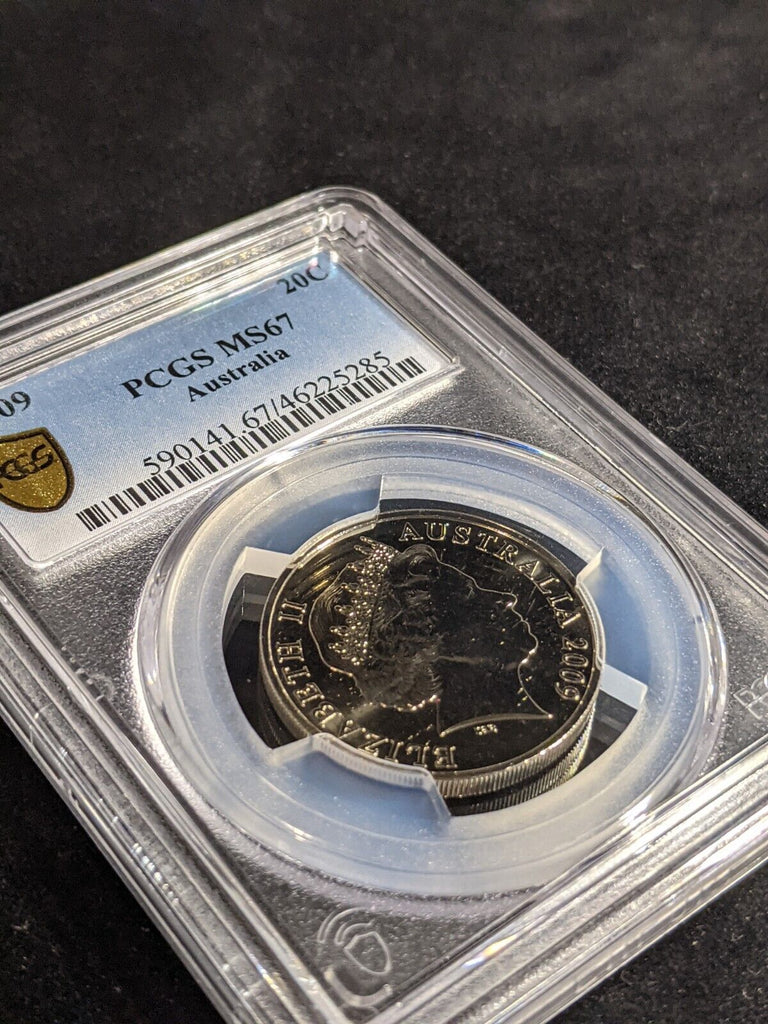 09 20C
PCGS MS67
Australia
590141.67/46225285
PCGS
ELIZABETH II
AUSTRALIA 2009